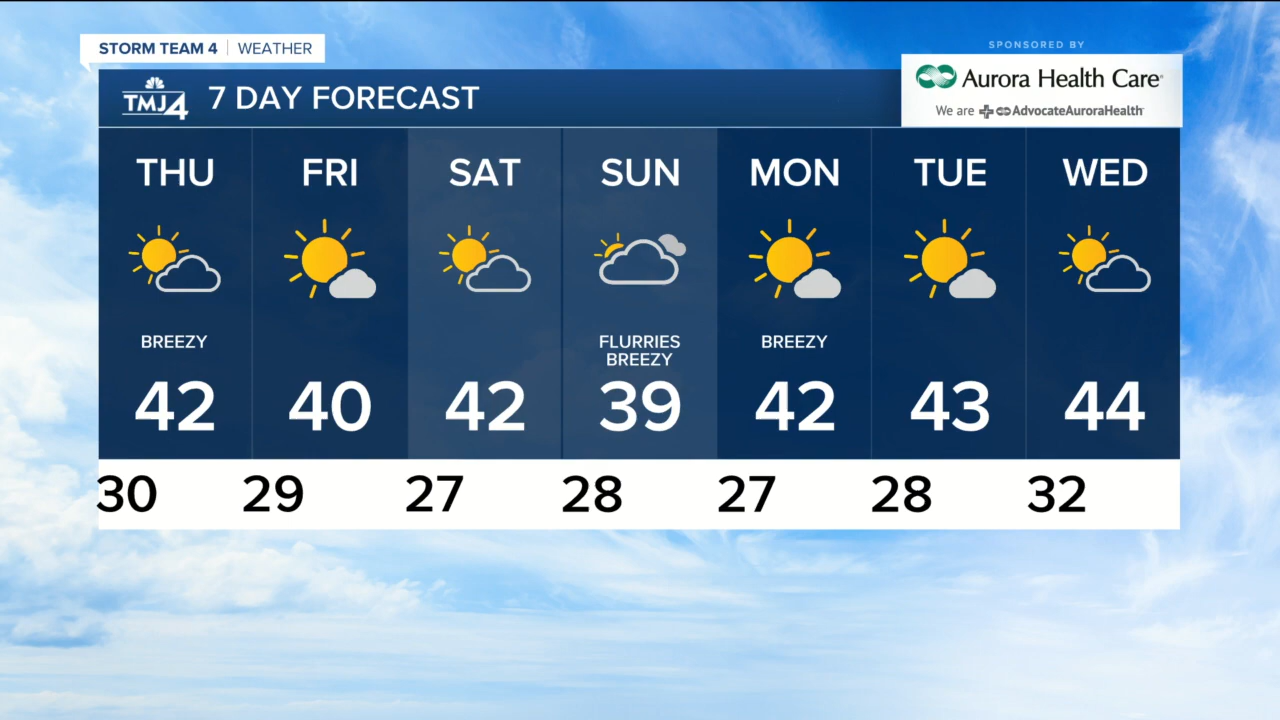 STORM TEAM 4 | WEATHER
SPONSORED BY
Aurora Health Care
We are AdvocateAuroraHealth
TMJ4 7 DAY FORECAST
THU FRI SAT SUN MON TUE WED
BREEZY FLURRIES BREEZY
BREEZY
42 40 42 39 42 43 44
30 29 27 28 27 28 32